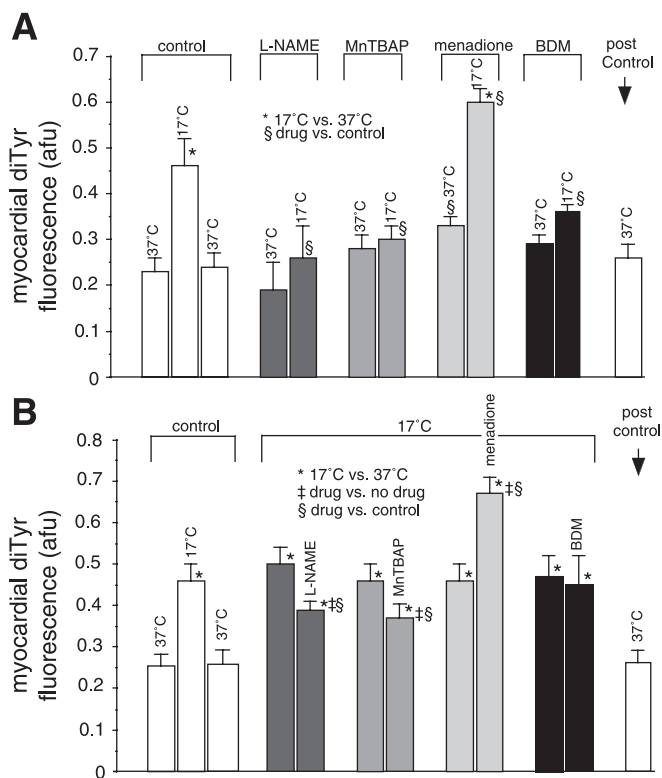 A
control
L-NAME
MnTBAP
menadione
BDM
post
Control
0.7
0.6
0.5
0.4
0.3
0.2
0.1
0
myocardial diTyr
fluorescence (afu)
* 17°C vs. 37°C
§ drug vs. control
37°C
17°C
*
37°C
37°C
17°C
§
37°C
17°C
§
§
37°C
17°C
*§
37°C
17°C
§
37°C
B
control
17°C
post
control
0.8
0.7
0.6
0.5
0.4
0.3
0.2
0.1
0
myocardial diTyr
fluorescence (afu)
* 17°C vs. 37°C
‡ drug vs. no drug
§ drug vs. control
37°C
17°C
*
37°C
*
L-NAME
*‡§
*
MnTBAP
*‡§
*
menadione
*‡§
*
BDM
*
37°C